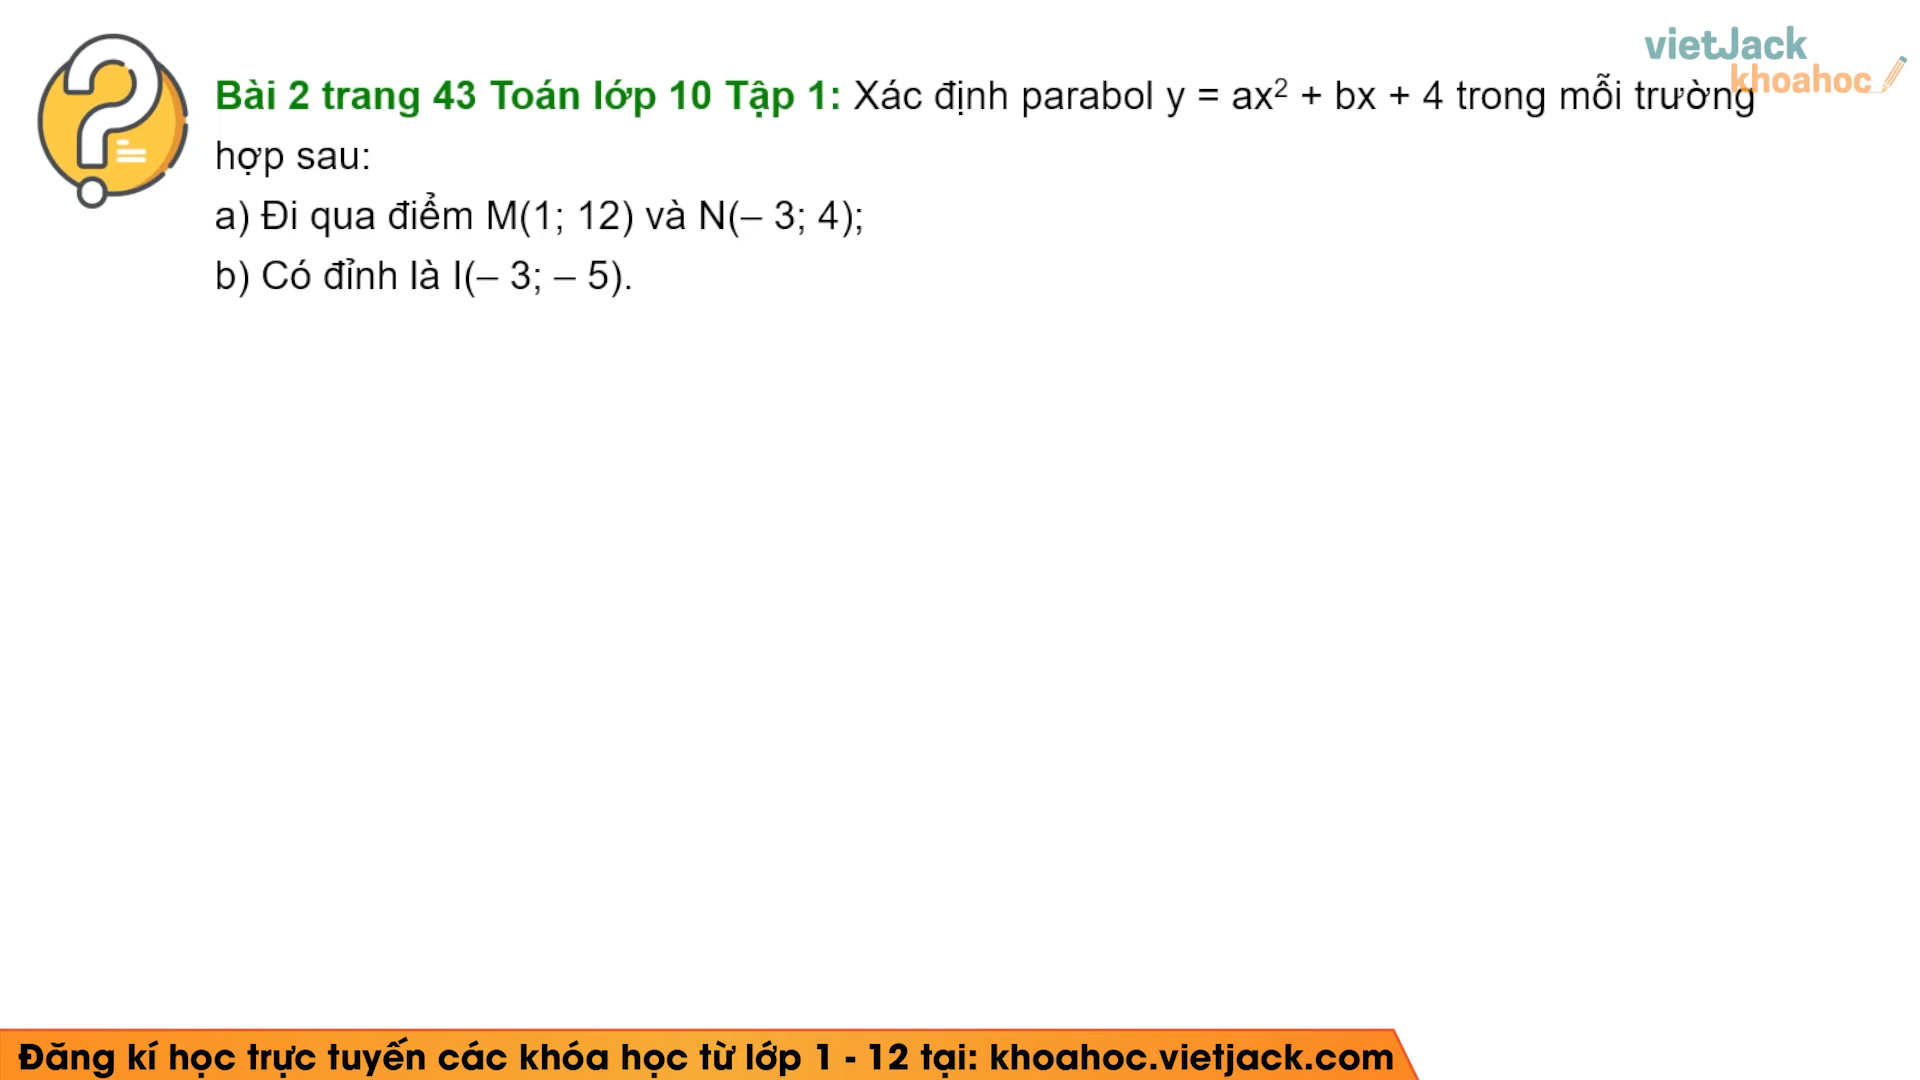 vietJack
khoahoc
Bài 2 trang 43 Toán lớp 10 Tập 1: Xác định parabol y = ax² + bx + 4 trong mỗi trường
hợp sau:
a) Đi qua điểm M(1; 12) và N(– 3; 4);
b) Có đỉnh là I(– 3; – 5).
Đăng kí học trực tuyến các khóa học từ lớp 1 - 12 tại: khoahoc.vietjack.com